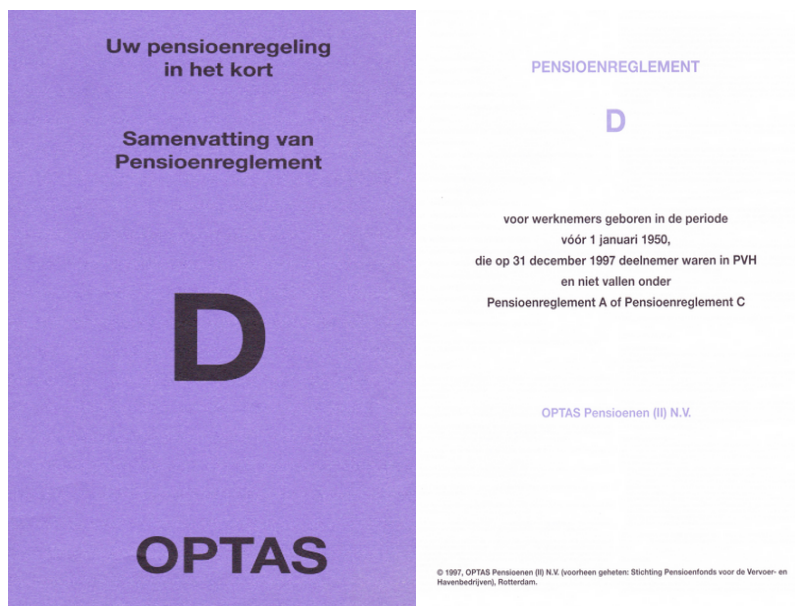 Uw pensioenregeling
in het kort
Samenvatting van
Pensioenreglement
D
OPTAS
PENSIOENREGLEMENT
D
voor werknemers geboren in de periode
vóór 1 januari 1950,
die op 31 december 1997 deelnemer waren in PVH
en niet vallen onder
Pensioenreglement A of Pensioenreglement C
OPTAS Pensioenen (II) N.V.
© 1997, OPTAS Pensioenen (II) N.V. (voorheen geheten: Stichting Pensioenfonds voor de Vervoer- en
Havenbedrijven), Rotterdam.